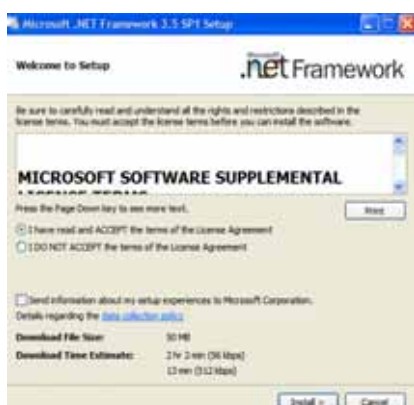 Microsoft .NET Framework 3.5 SP1 Setup
Welcome to Setup
Microsoft
.net Framework
Be sure to carefully read and understand all the rights and restrictions described in the
license terms. You must accept the license terms before you can install the software.
MICROSOFT SOFTWARE SUPPLEMENTAL
LICENSE TERMS
Press the Page Down key to see more text.
Print
I have read and ACCEPT the terms of the License Agreement
I DO NOT ACCEPT the terms of the License Agreement
Send information about my setup experiences to Microsoft Corporation.
Details regarding the data collection policy
Download File Size: 50 MB
Download Time Estimate: 2 hr 2 min (56 kbps)
13 min (512 kbps)
Install >
Cancel